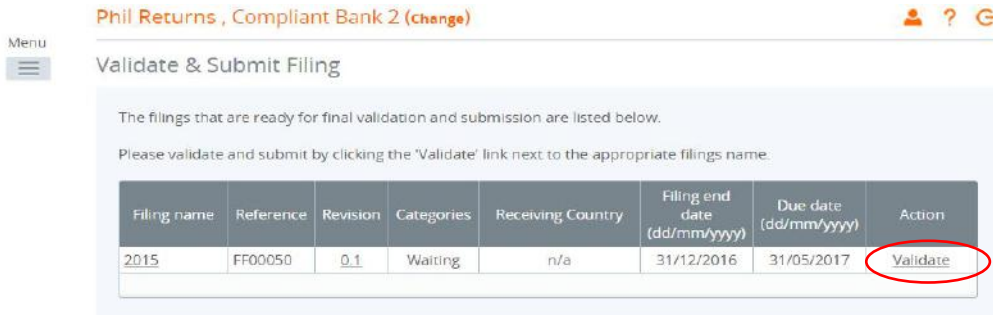 Phil Returns , Compliant Bank 2 (Change)
?
Menu
Validate & Submit Filing
The filings that are ready for final validation and submission are listed below.
Please validate and submit by clicking the 'Validate' link next to the appropriate filings name.
Filing name Reference Revision Categories Receiving Country Filing end date (dd/mm/yyyy) Due date (dd/mm/yyyy) Action
2015 FF00050 0.1 Waiting n/a 31/12/2016 31/05/2017 Validate